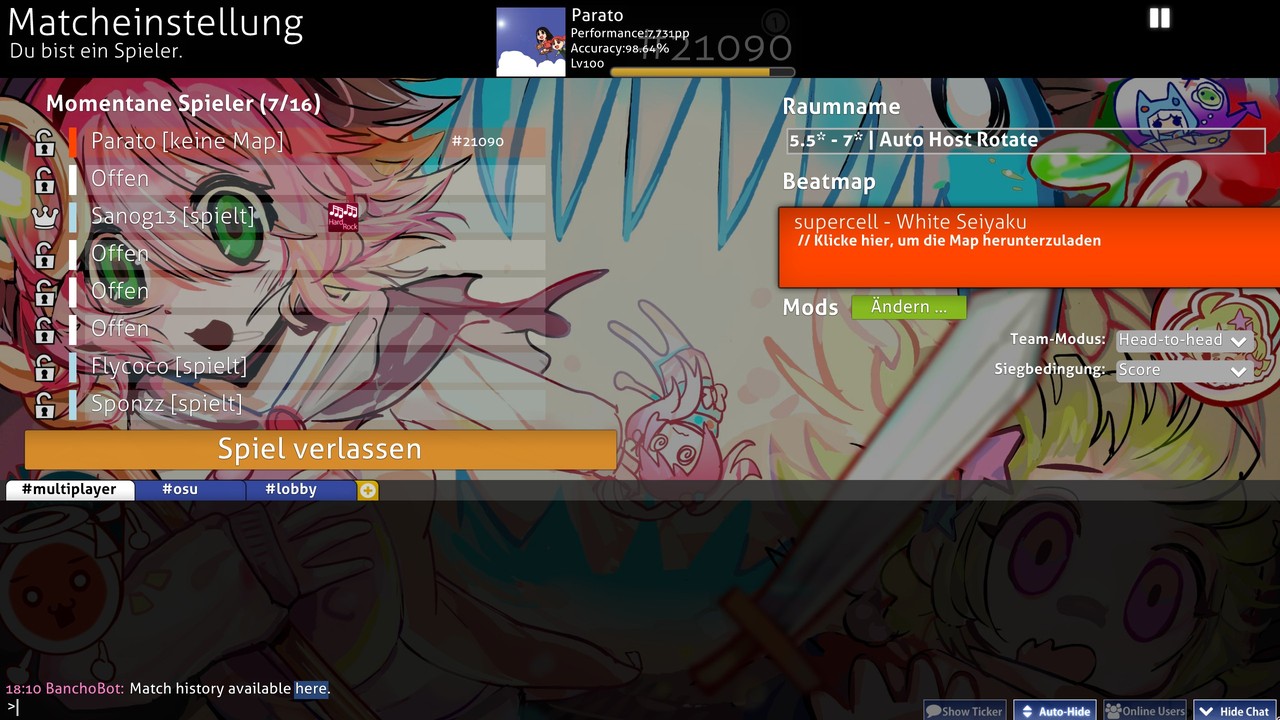 Matcheinstellung
Du bist ein Spieler.
Parato
Performance:7,731pp
Accuracy:98.64%
Lv100
#21090
Momentane Spieler (7/16)
Parato [keine Map]
#21090
Offen
Sanog13 [spielt]
Hard Rock
Offen
Offen
Offen
Flycoco [spielt]
Sponzz [spielt]
Spiel verlassen
Raumname
5.5* - 7* | Auto Host Rotate
Beatmap
supercell - White Seiyaku
// Klicke hier, um die Map herunterzuladen
Mods
Ändern ...
Team-Modus: Head-to-head
Siegbedingung: Score
#multiplayer
#osu
#lobby
18:10 BanchoBot: Match history available here.
>|
Show Ticker
Auto-Hide
Online Users
Hide Chat